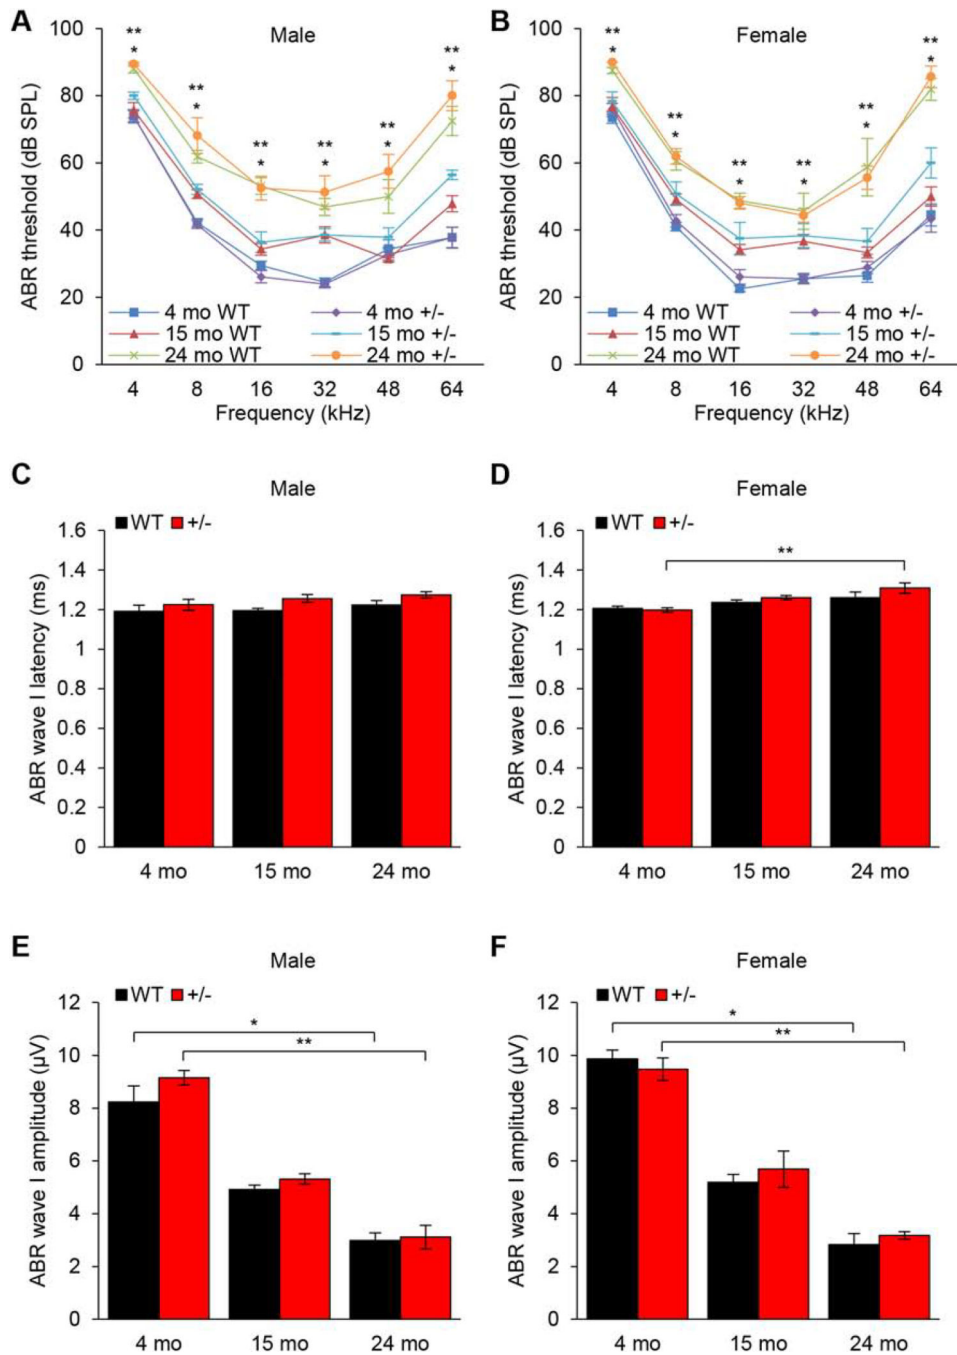 A
Male
ABR threshold (dB SPL)
100
80
60
40
20
0
** ** ** ** ** **
* * * * * *
4 mo WT 4 mo +/-
15 mo WT 15 mo +/-
24 mo WT 24 mo +/-
4 8 16 32 48 64
Frequency (kHz)
B
Female
ABR threshold (dB SPL)
100
80
60
40
20
0
** ** ** ** ** **
* * * * * *
4 mo WT 4 mo +/-
15 mo WT 15 mo +/-
24 mo WT 24 mo +/-
4 8 16 32 48 64
Frequency (kHz)
C
Male
WT +/-
ABR wave I latency (ms)
1.6
1.4
1.2
1
0.8
0.6
0.4
0.2
0
4 mo 15 mo 24 mo
D
Female
WT +/-
**
ABR wave I latency (ms)
1.6
1.4
1.2
1
0.8
0.6
0.4
0.2
0
4 mo 15 mo 24 mo
E
Male
WT +/-
*
**
ABR wave I amplitude (μV)
12
10
8
6
4
2
0
4 mo 15 mo 24 mo
F
Female
WT +/-
*
**
ABR wave I amplitude (μV)
12
10
8
6
4
2
0
4 mo 15 mo 24 mo